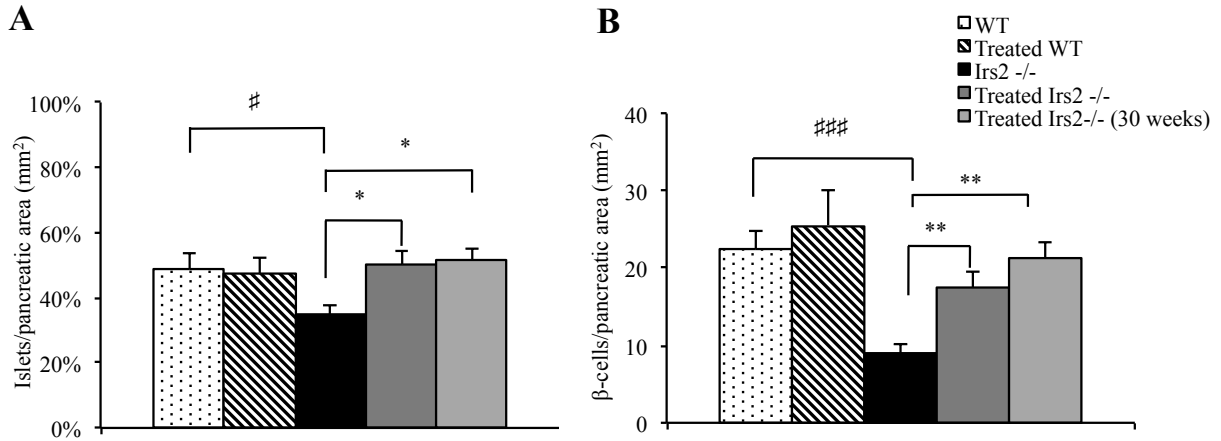 A
Islets/pancreatic area (mm²)
100%
80%
60%
40%
20%
0%
♯
*
*
B
WT
Treated WT
Irs2 -/-
Treated Irs2 -/-
Treated Irs2-/- (30 weeks)
β-cells/pancreatic area (mm²)
40
30
20
10
0
♯♯♯
**
**